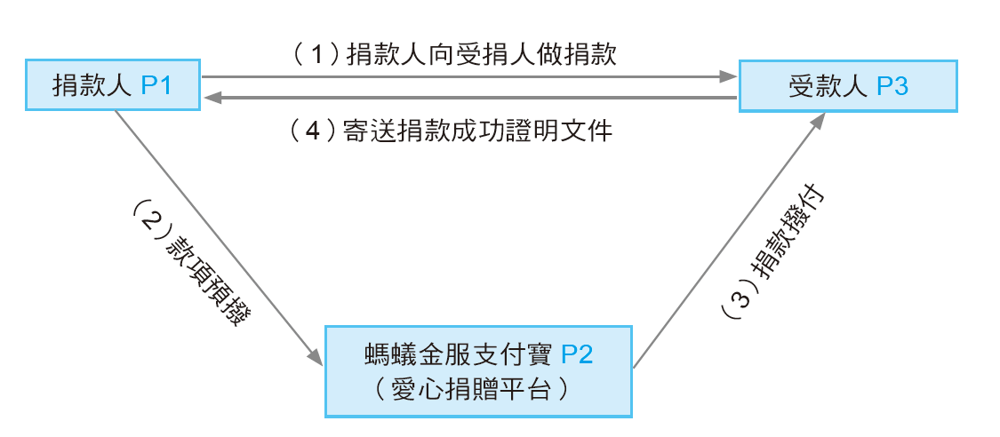 （1）捐款人向受捐人做捐款
捐款人 P1
受款人 P3
（4）寄送捐款成功證明文件
（2）款項預撥
（3）捐款撥付
螞蟻金服支付寶 P2
（愛心捐贈平台）